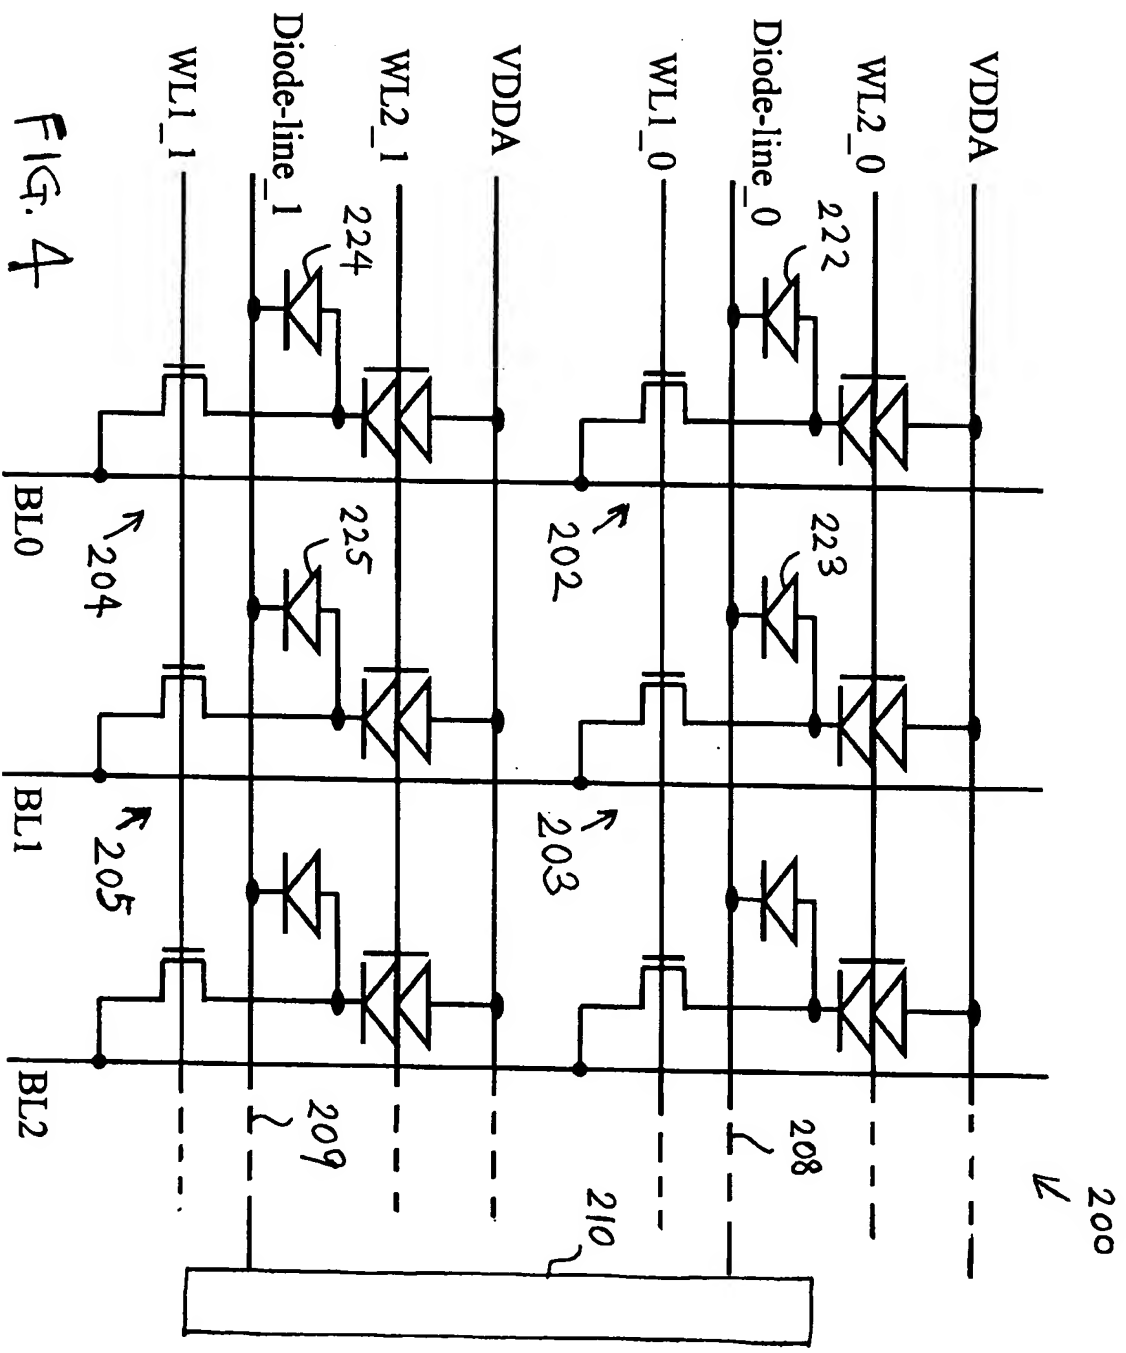 200
VDDA
WL2_0
222
223
208
Diode-line_0
WL1_0
202
203
210
VDDA
WL2_1
224
225
209
Diode-line_1
WL1_1
204
205
BL0
BL1
BL2
FIG. 4